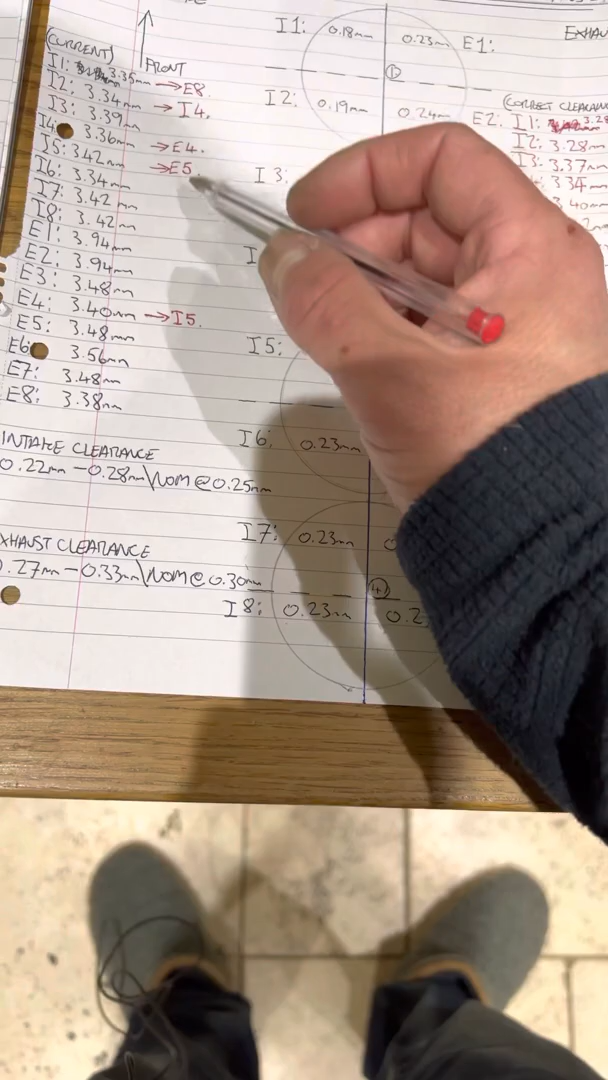 (CURRENT)
FRONT
I1: 3.35mm → E8.
I2: 3.34mm → I4.
I3: 3.39mm
I4: 3.36mm → E4.
I5: 3.42mm → E5.
I6: 3.34mm
I7: 3.42mm
I8: 3.42mm
E1: 3.94mm
E2: 3.94mm
E3: 3.48mm
E4: 3.40mm → I5.
E5: 3.48mm
E6: 3.56mm
E7: 3.48mm
E8: 3.38mm
INTAKE CLEARANCE
0.22mm - 0.28mm \ NOM @ 0.25mm
EXHAUST CLEARANCE
0.27mm - 0.33mm \ NOM @ 0.30mm
I1: 0.18mm 0.23mm E1:
1
I2: 0.19mm 0.24mm E2:
I3:
I5:
I6: 0.23mm
I7: 0.23mm
4
I8: 0.23mm
(CORRECT
I1: 3.28
I2: 3.28mm
I3: 3.37mm
3.34mm
.40mm